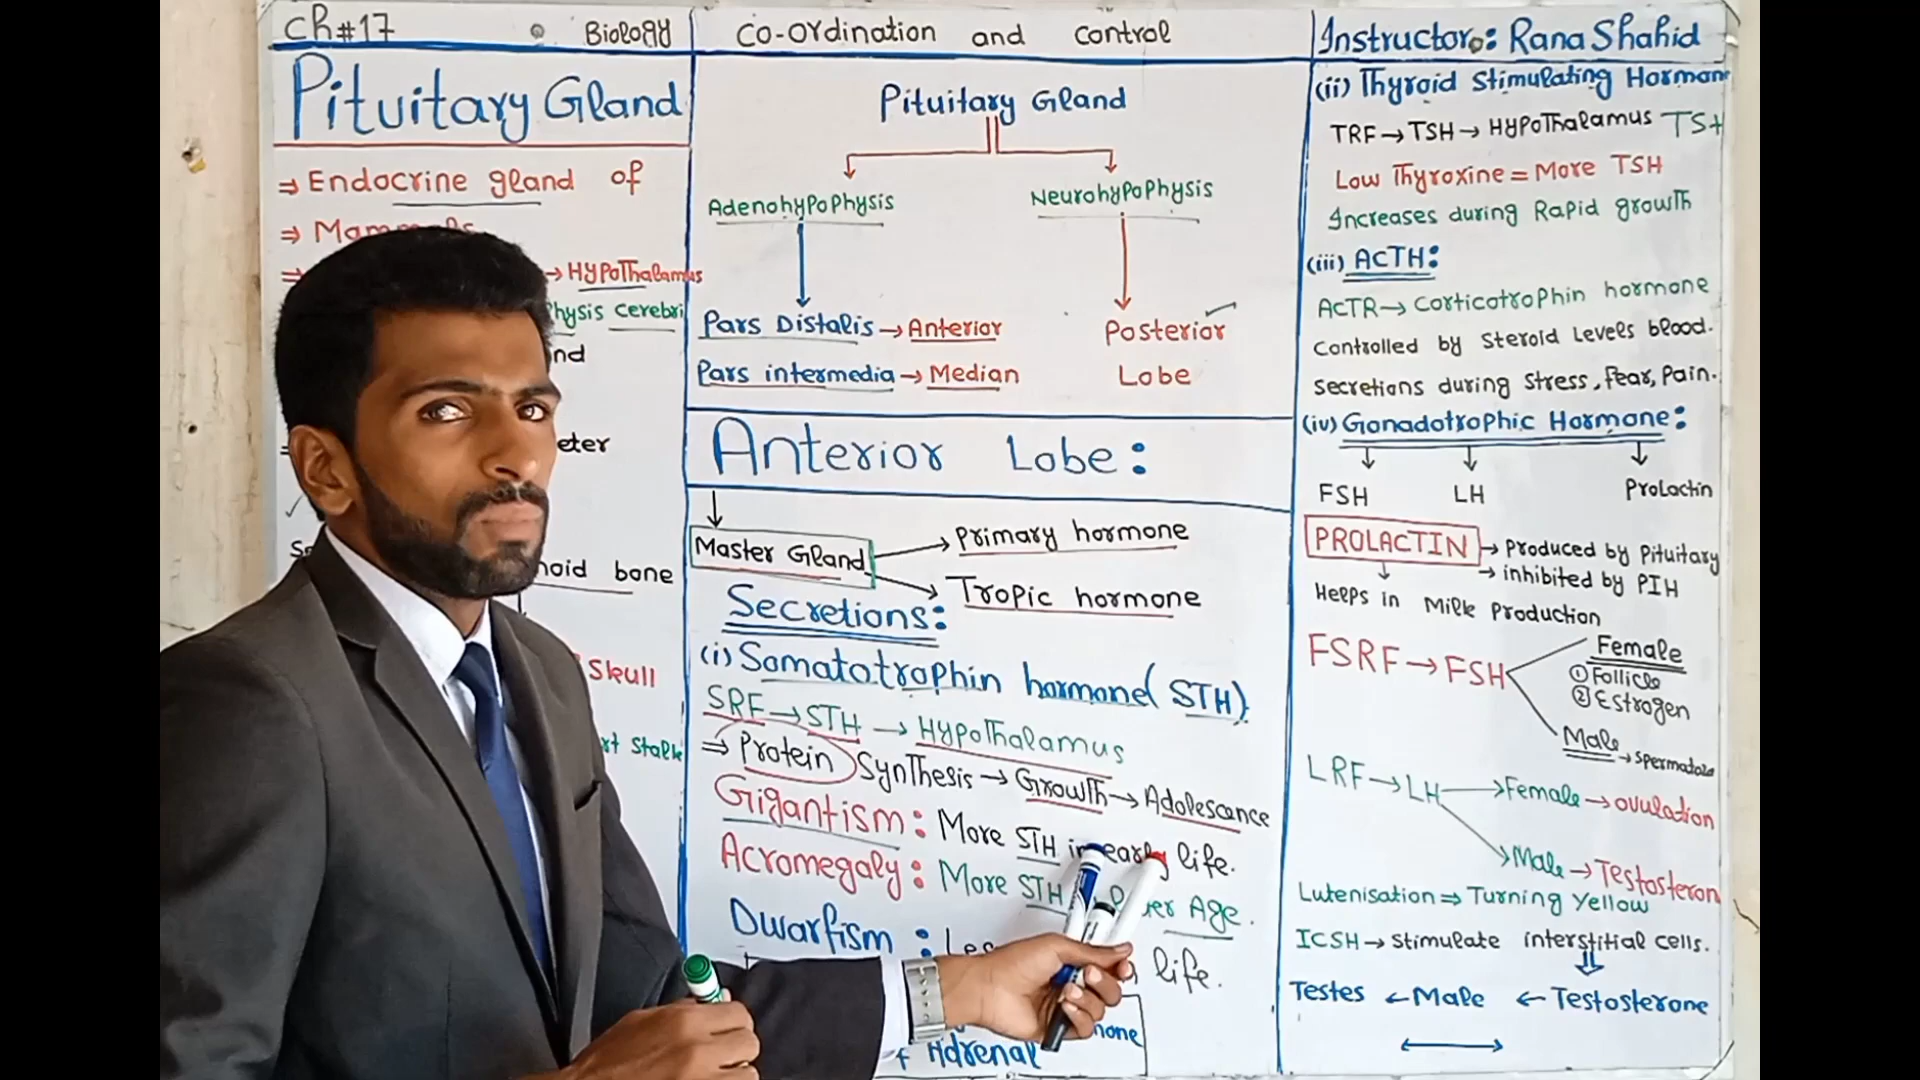 Ch#17 Biology
Co-ordination and control
Instructor: Rana Shahid
Pituitary Gland
⇒ Endocrine gland of
⇒ Mammals
⇒ → Hypothalamus
physis cerebri
eter
noid bone
Skull
Stalk
Pituitary Gland
Adenohypophysis
Neurohypophysis
Pars Distalis → Anterior
Pars intermedia → Median
Posterior
Lobe
Anterior Lobe:
Master Gland
→ Primary hormone
→ Tropic hormone
Secretions:
(i) Somatotrophin hormone (STH)
SRF → STH → Hypothalamus
⇒ Protein Synthesis → Growth → Adolescance
Gigantism: More STH in early life.
Acromegaly: More STH Age.
Dwarfism: life.
Adrenal
(ii) Thyroid Stimulating Hormon
TRF → TSH → Hypothalamus TSH
Low Thyroxine = More TSH
Increases during Rapid growth
(iii) ACTH:
ACTR → Corticotrophin hormone
Controlled by Steroid Levels blood.
Secretions during Stress, Fear, Pain.
(iv) Gonadotrophic Hormone:
FSH LH Prolactin
PROLACTIN → Produced by Pituitary
→ inhibited by PIH
Helps in Milk Production
FSRF → FSH
Female
① Follicle
② Estrogen
Male → Spermatozo
LRF → LH → Female → ovulation
Male → Testosteron
Lutenisation ⇒ Turning Yellow
ICSH → Stimulate interstitial cells.
Testes ← Male ← Testosterone